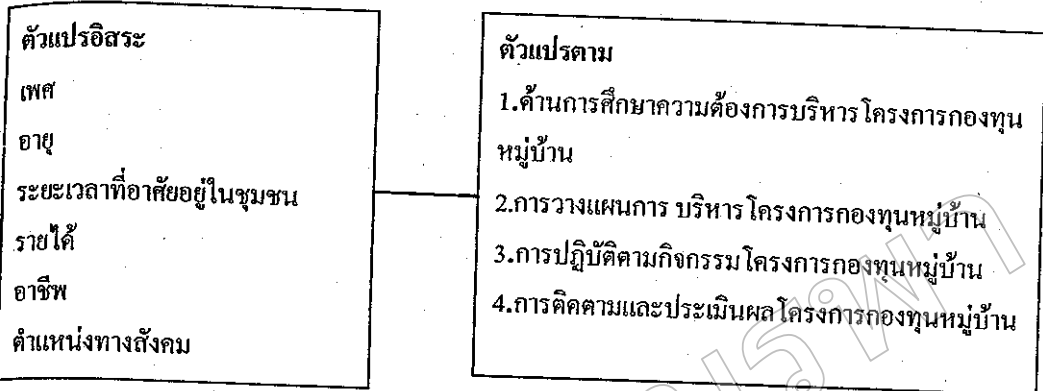 ตัวแปรอิสระ
เพศ
อายุ
ระยะเวลาที่อาศัยอยู่ในชุมชน
รายได้
อาชีพ
ตำแหน่งทางสังคม
ตัวแปรตาม
1.ด้านการศึกษาความต้องการบริหารโครงการกองทุน
หมู่บ้าน
2.การวางแผนการ บริหารโครงการกองทุนหมู่บ้าน
3.การปฏิบัติตามกิจกรรมโครงการกองทุนหมู่บ้าน
4.การติดตามและประเมินผลโครงการกองทุนหมู่บ้าน